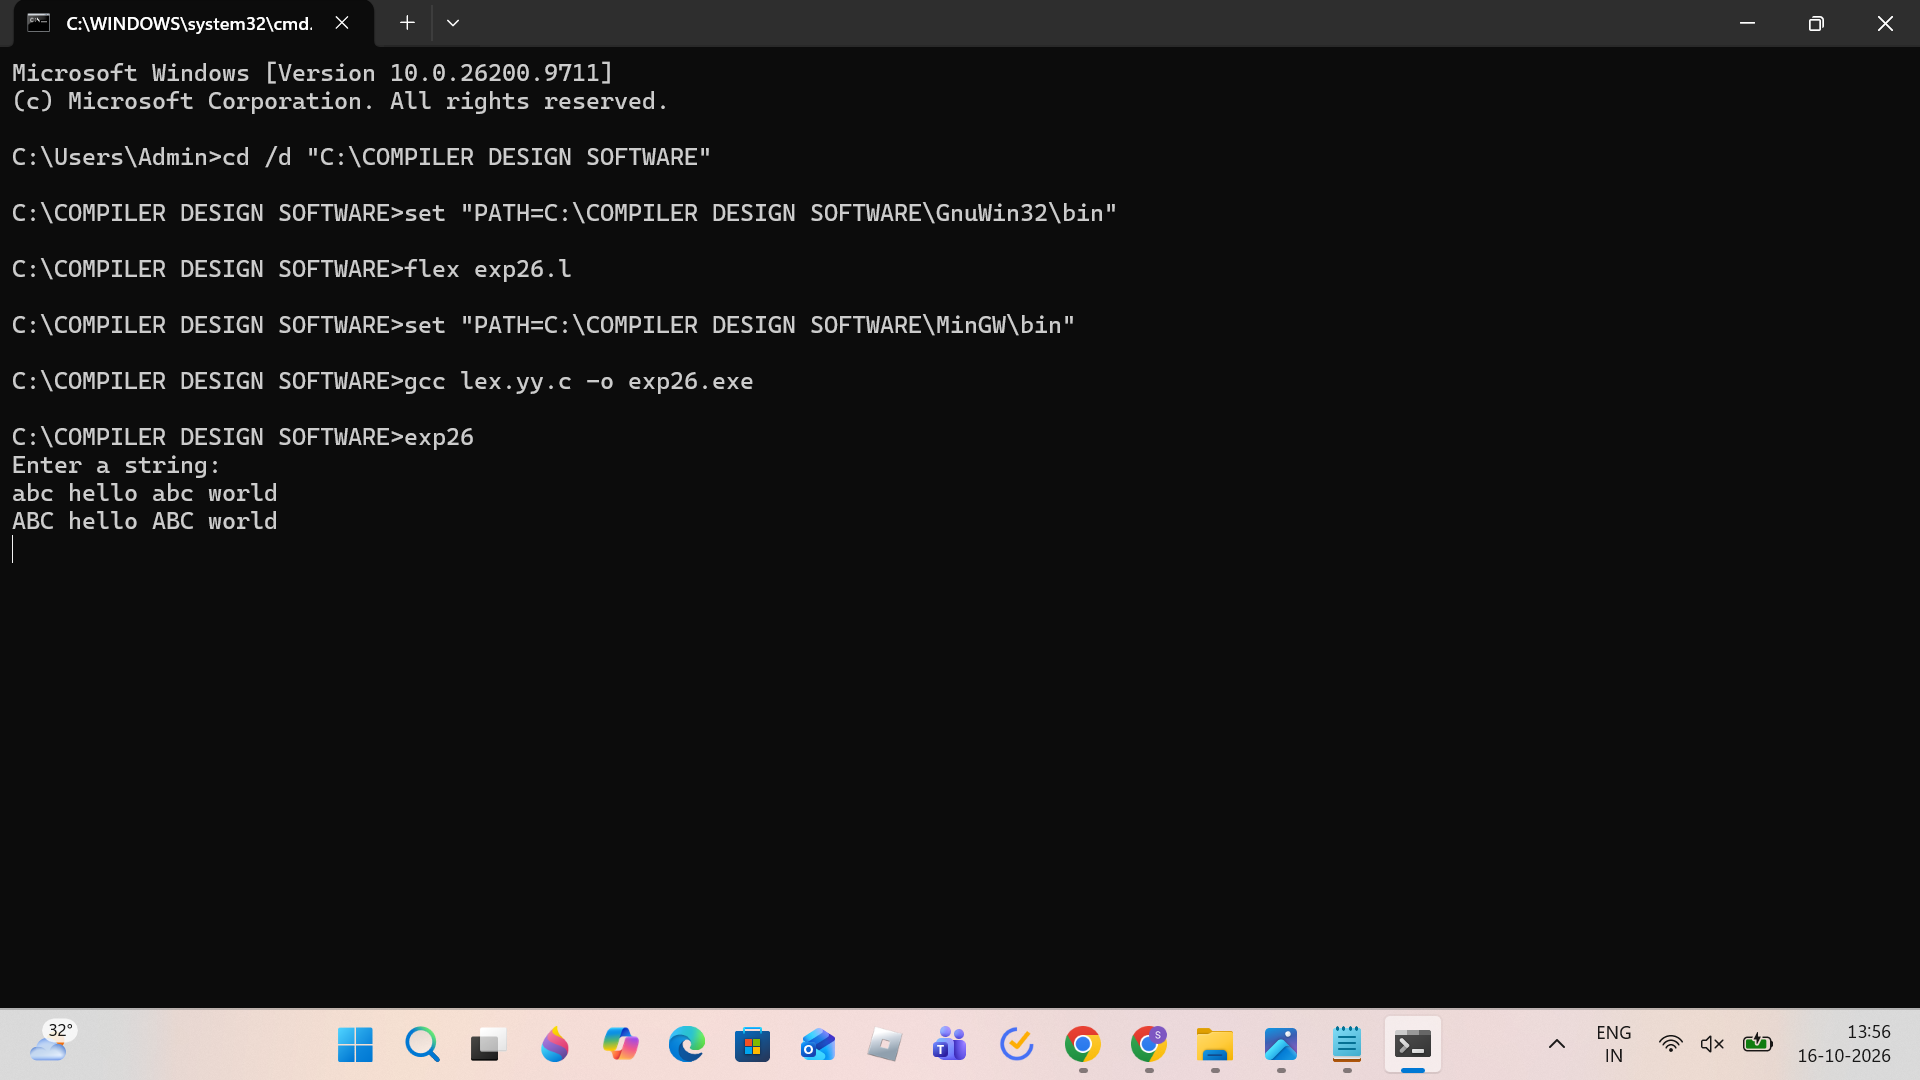 C:\WINDOWS\system32\cmd.
Microsoft Windows [Version 10.0.26200.9711]
(c) Microsoft Corporation. All rights reserved.
C:\Users\Admin>cd /d "C:\COMPILER DESIGN SOFTWARE"
C:\COMPILER DESIGN SOFTWARE>set "PATH=C:\COMPILER DESIGN SOFTWARE\GnuWin32\bin"
C:\COMPILER DESIGN SOFTWARE>flex exp26.l
C:\COMPILER DESIGN SOFTWARE>set "PATH=C:\COMPILER DESIGN SOFTWARE\MinGW\bin"
C:\COMPILER DESIGN SOFTWARE>gcc lex.yy.c -o exp26.exe
C:\COMPILER DESIGN SOFTWARE>exp26
Enter a string:
abc hello abc world
ABC hello ABC world
32°
ENG
IN
13:56
16-10-2026